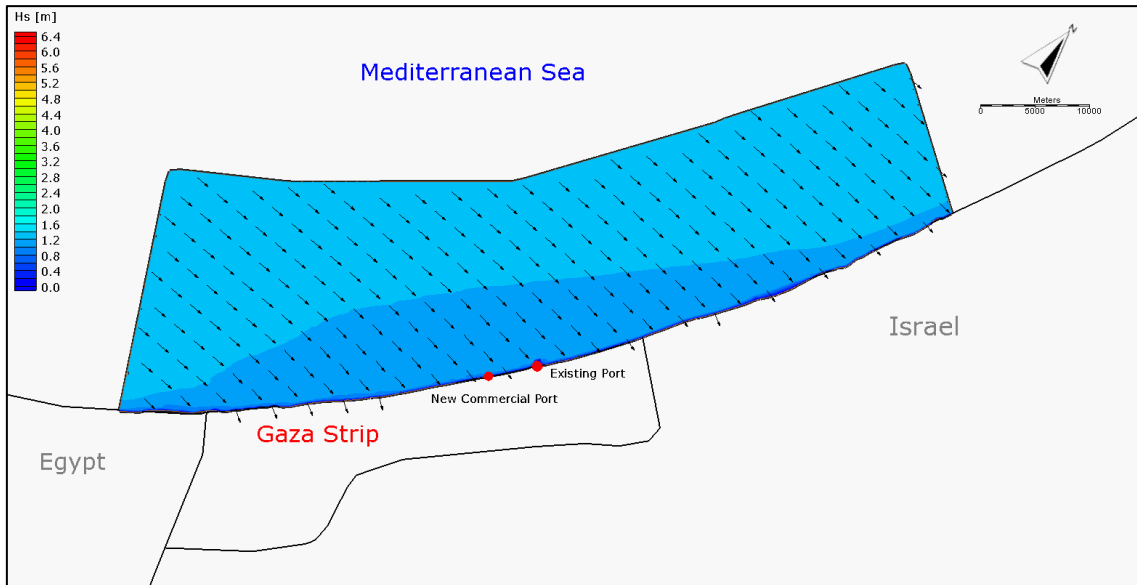 Hs [m]
6.4
6.0
5.6
5.2
4.8
4.4
4.0
3.6
3.2
2.8
2.4
2.0
1.6
1.2
0.8
0.4
0.0
Mediterranean Sea
N
Meters
0 5000 10000
Israel
Existing Port
New Commercial Port
Gaza Strip
Egypt